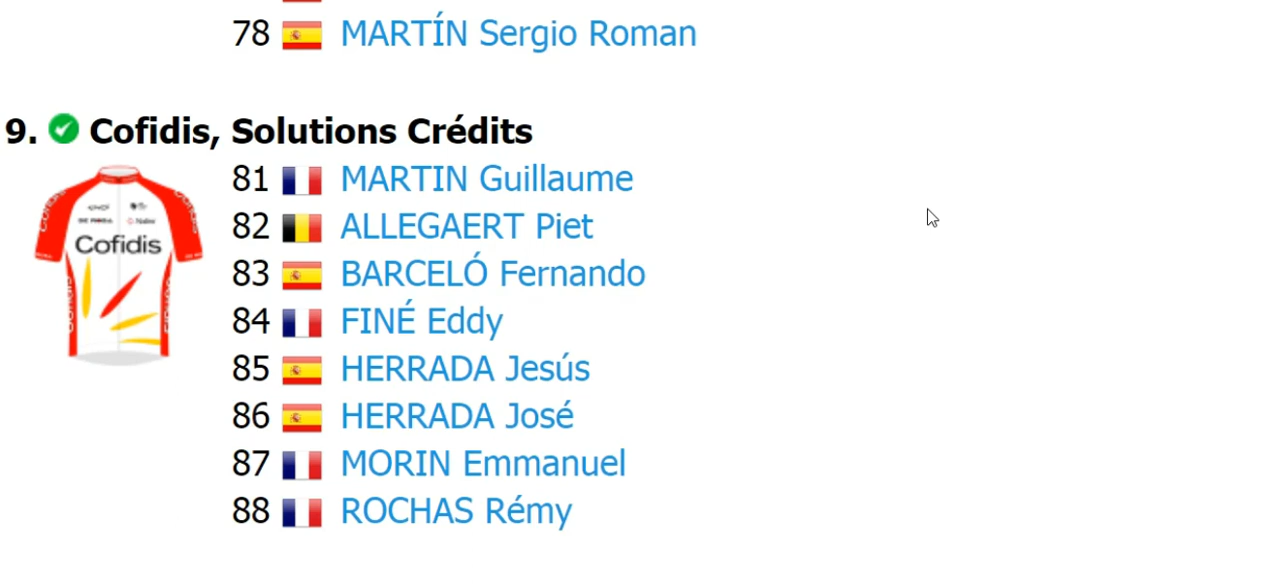 78 MARTÍN Sergio Roman
9. Cofidis, Solutions Crédits
81 MARTIN Guillaume
82 ALLEGAERT Piet
83 BARCELÓ Fernando
84 FINÉ Eddy
85 HERRADA Jesús
86 HERRADA José
87 MORIN Emmanuel
88 ROCHAS Rémy
Cofidis